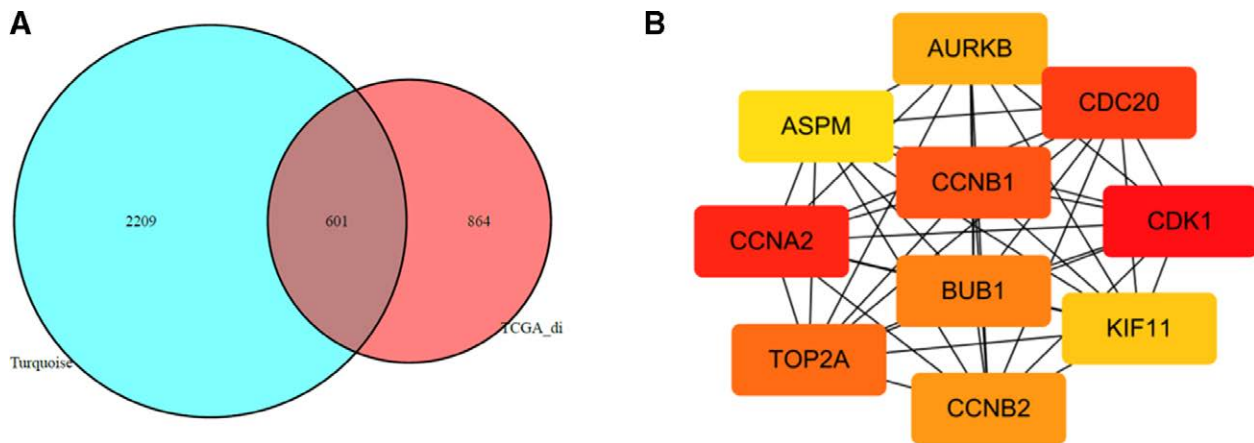 A
2209
601
864
Turquoise
TCGA_di
B
AURKB
CDC20
ASPM
CCNB1
CCNA2
CDK1
BUB1
KIF11
TOP2A
CCNB2